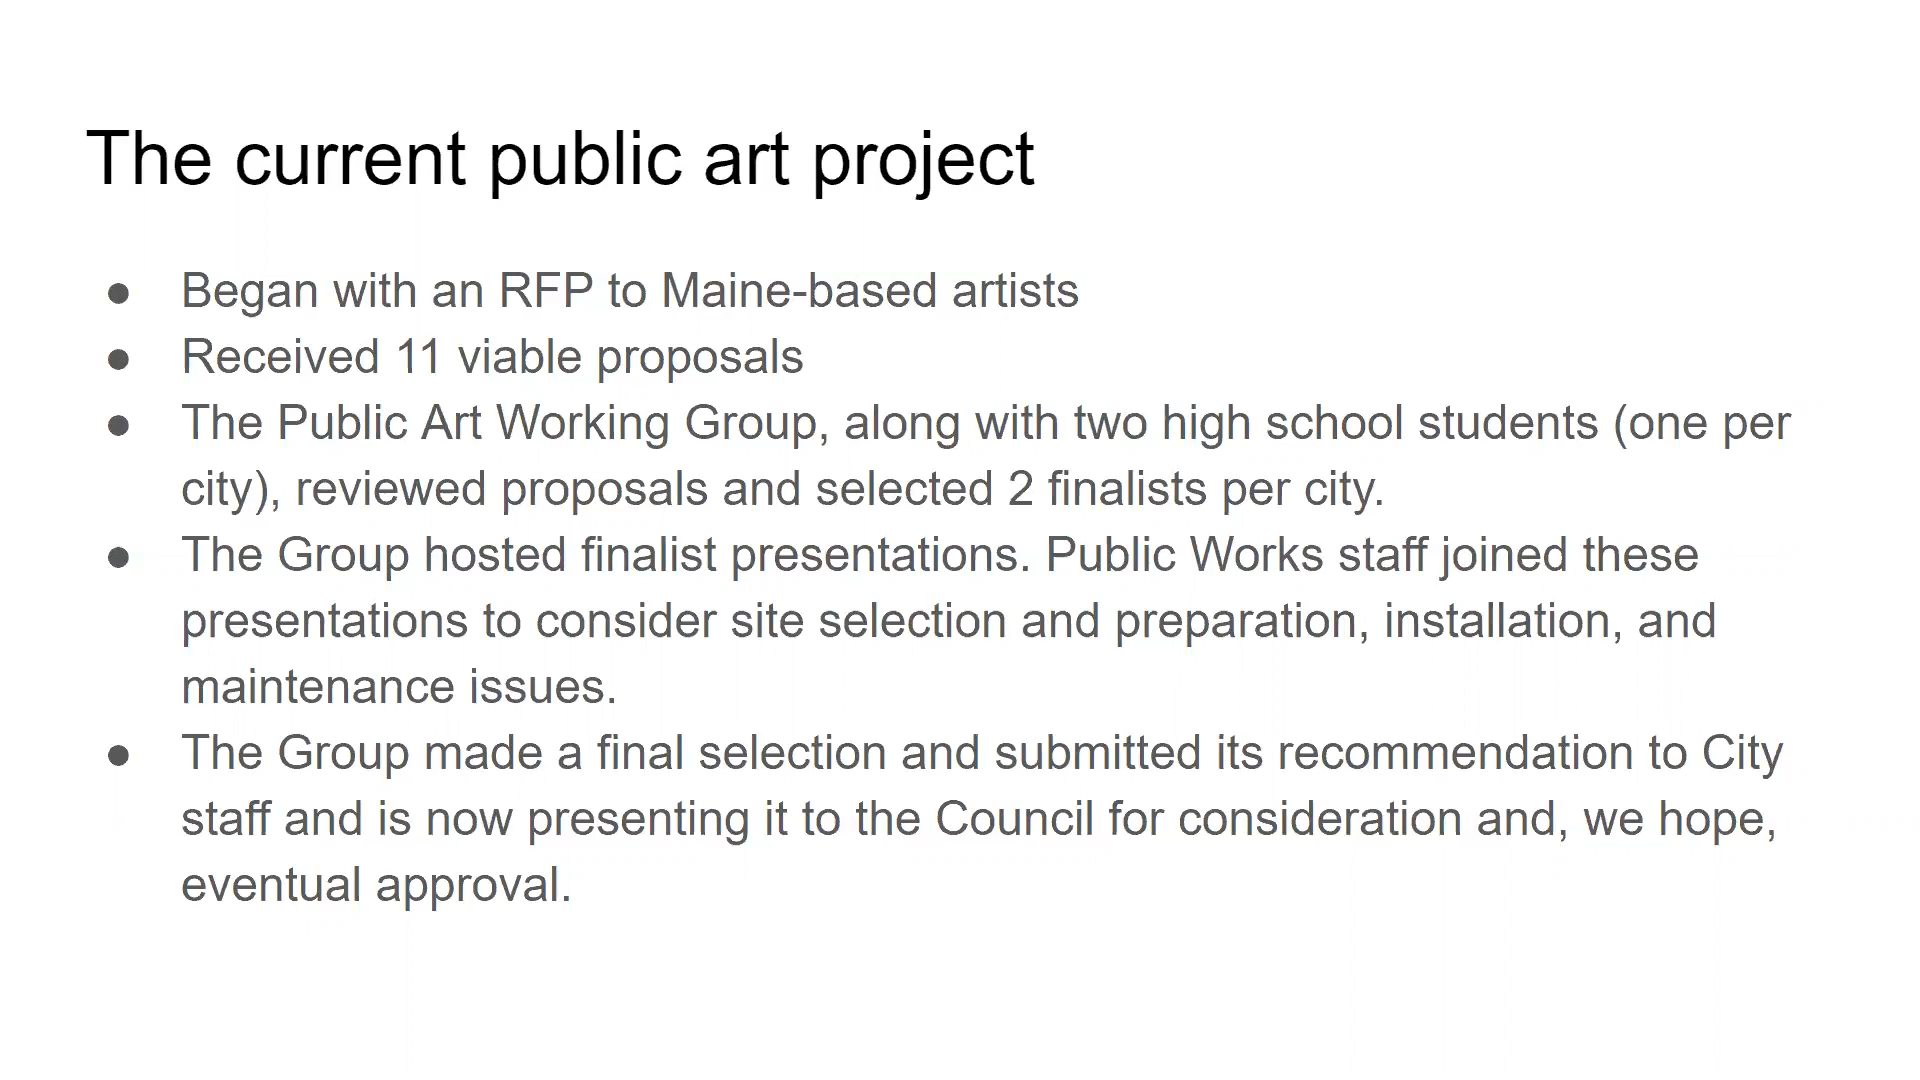 The current public art project
● Began with an RFP to Maine-based artists
● Received 11 viable proposals
● The Public Art Working Group, along with two high school students (one per
city), reviewed proposals and selected 2 finalists per city.
● The Group hosted finalist presentations. Public Works staff joined these
presentations to consider site selection and preparation, installation, and
maintenance issues.
● The Group made a final selection and submitted its recommendation to City
staff and is now presenting it to the Council for consideration and, we hope,
eventual approval.